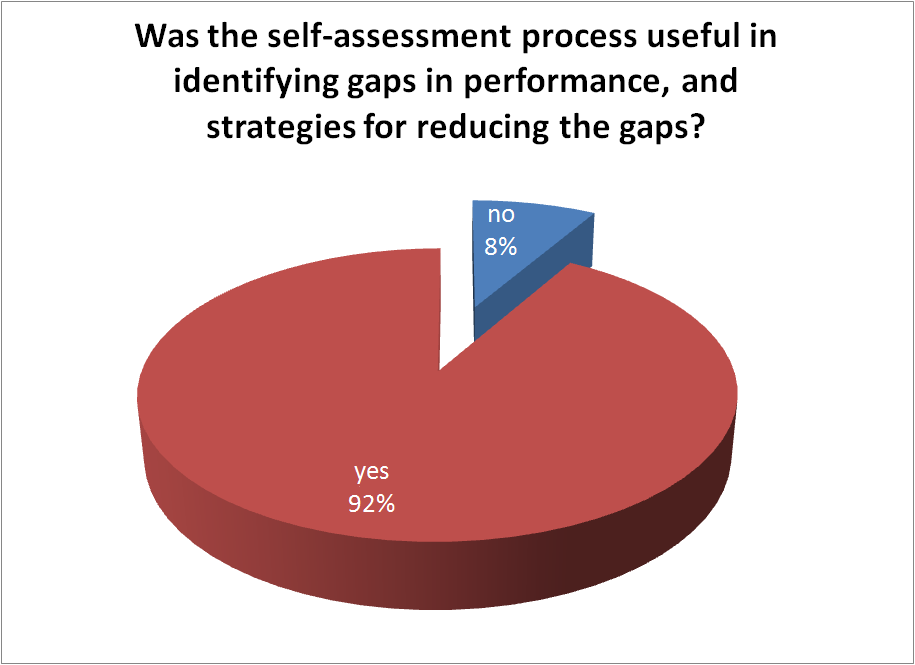 Was the self-assessment process useful in
identifying gaps in performance, and
strategies for reducing the gaps?
no
8%
yes
92%